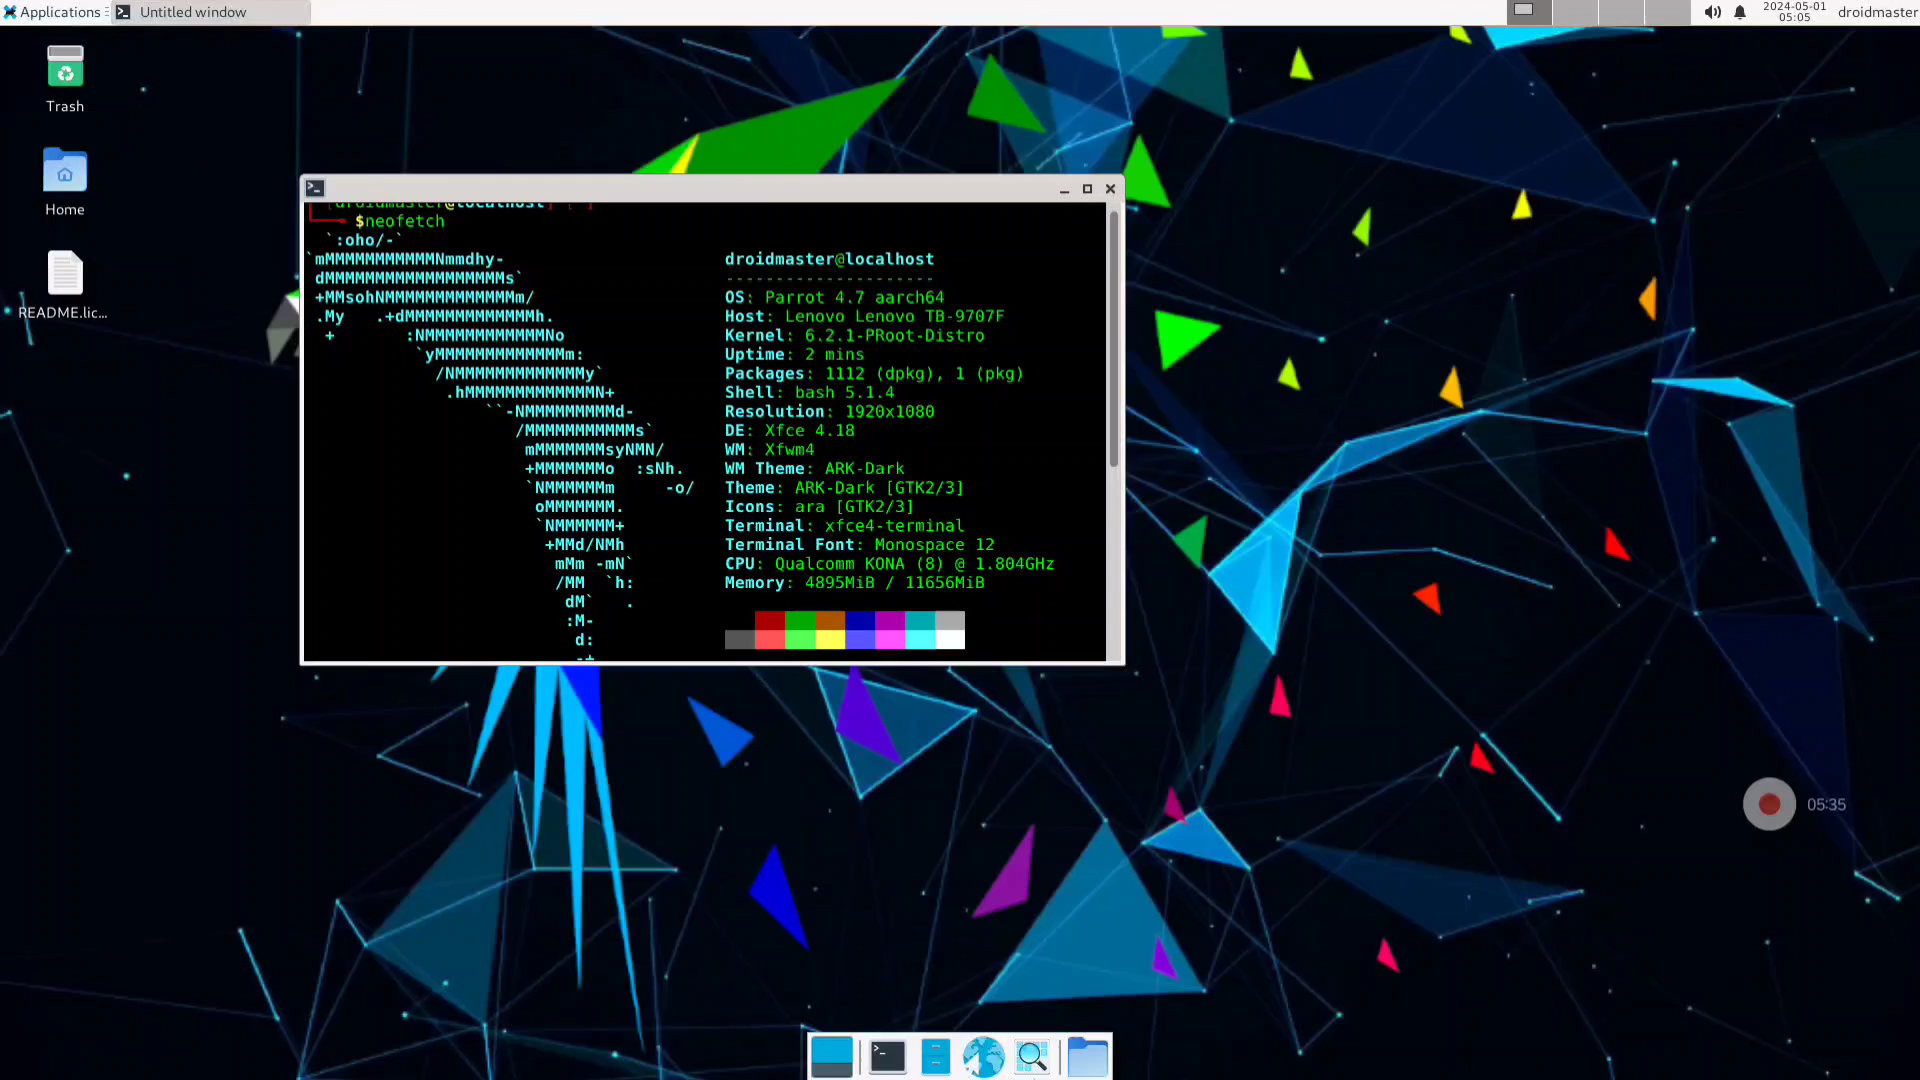 Applications
Untitled window
2024-05-01
05:05
droidmaster
Trash
Home
README.lic...
[droidmaster@localhost]
$neofetch
`:oho/-`
`mMMMMMMMMMMMNmmdhy-
dMMMMMMMMMMMMMMMMMMs`
+MMsohNMMMMMMMMMMMMMm/
.My   .+dMMMMMMMMMMMMMh.
+       :NMMMMMMMMMMMMNo
`yMMMMMMMMMMMMMm:
/NMMMMMMMMMMMMMy`
.hMMMMMMMMMMMMMN+
``-NMMMMMMMMMd-
/MMMMMMMMMMMs`
mMMMMMMMsyNMN/
+MMMMMMMo  :sNh.
`NMMMMMMm     -o/
oMMMMMMM.
`NMMMMMM+
+MMd/NMh
mMm -mN`
/MM  `h:
dM`   .
:M-
d:
-+
droidmaster@localhost
---------------------
OS: Parrot 4.7 aarch64
Host: Lenovo Lenovo TB-9707F
Kernel: 6.2.1-PRoot-Distro
Uptime: 2 mins
Packages: 1112 (dpkg), 1 (pkg)
Shell: bash 5.1.4
Resolution: 1920x1080
DE: Xfce 4.18
WM: Xfwm4
WM Theme: ARK-Dark
Theme: ARK-Dark [GTK2/3]
Icons: ara [GTK2/3]
Terminal: xfce4-terminal
Terminal Font: Monospace 12
CPU: Qualcomm KONA (8) @ 1.804GHz
Memory: 4895MiB / 11656MiB
05:35